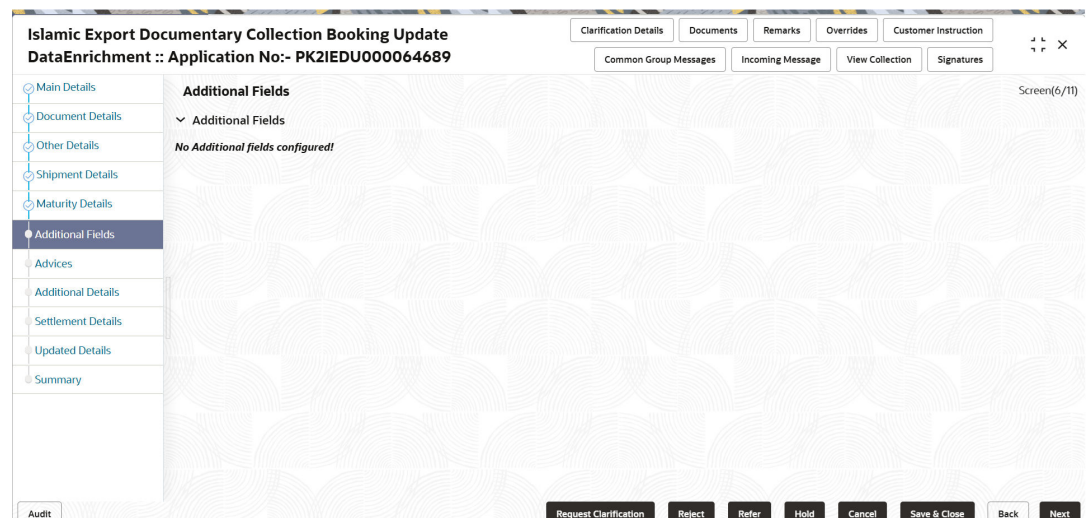 Islamic Export Documentary Collection Booking Update
DataEnrichment :: Application No:- PK2IEDU000064689
Clarification Details
Documents
Remarks
Overrides
Customer Instruction
Common Group Messages
Incoming Message
View Collection
Signatures
Main Details
Document Details
Other Details
Shipment Details
Maturity Details
Additional Fields
Advices
Additional Details
Settlement Details
Updated Details
Summary
Additional Fields
Screen(6/11)
Additional Fields
No Additional fields configured!
Audit
Request Clarification
Reject
Refer
Hold
Cancel
Save & Close
Back
Next